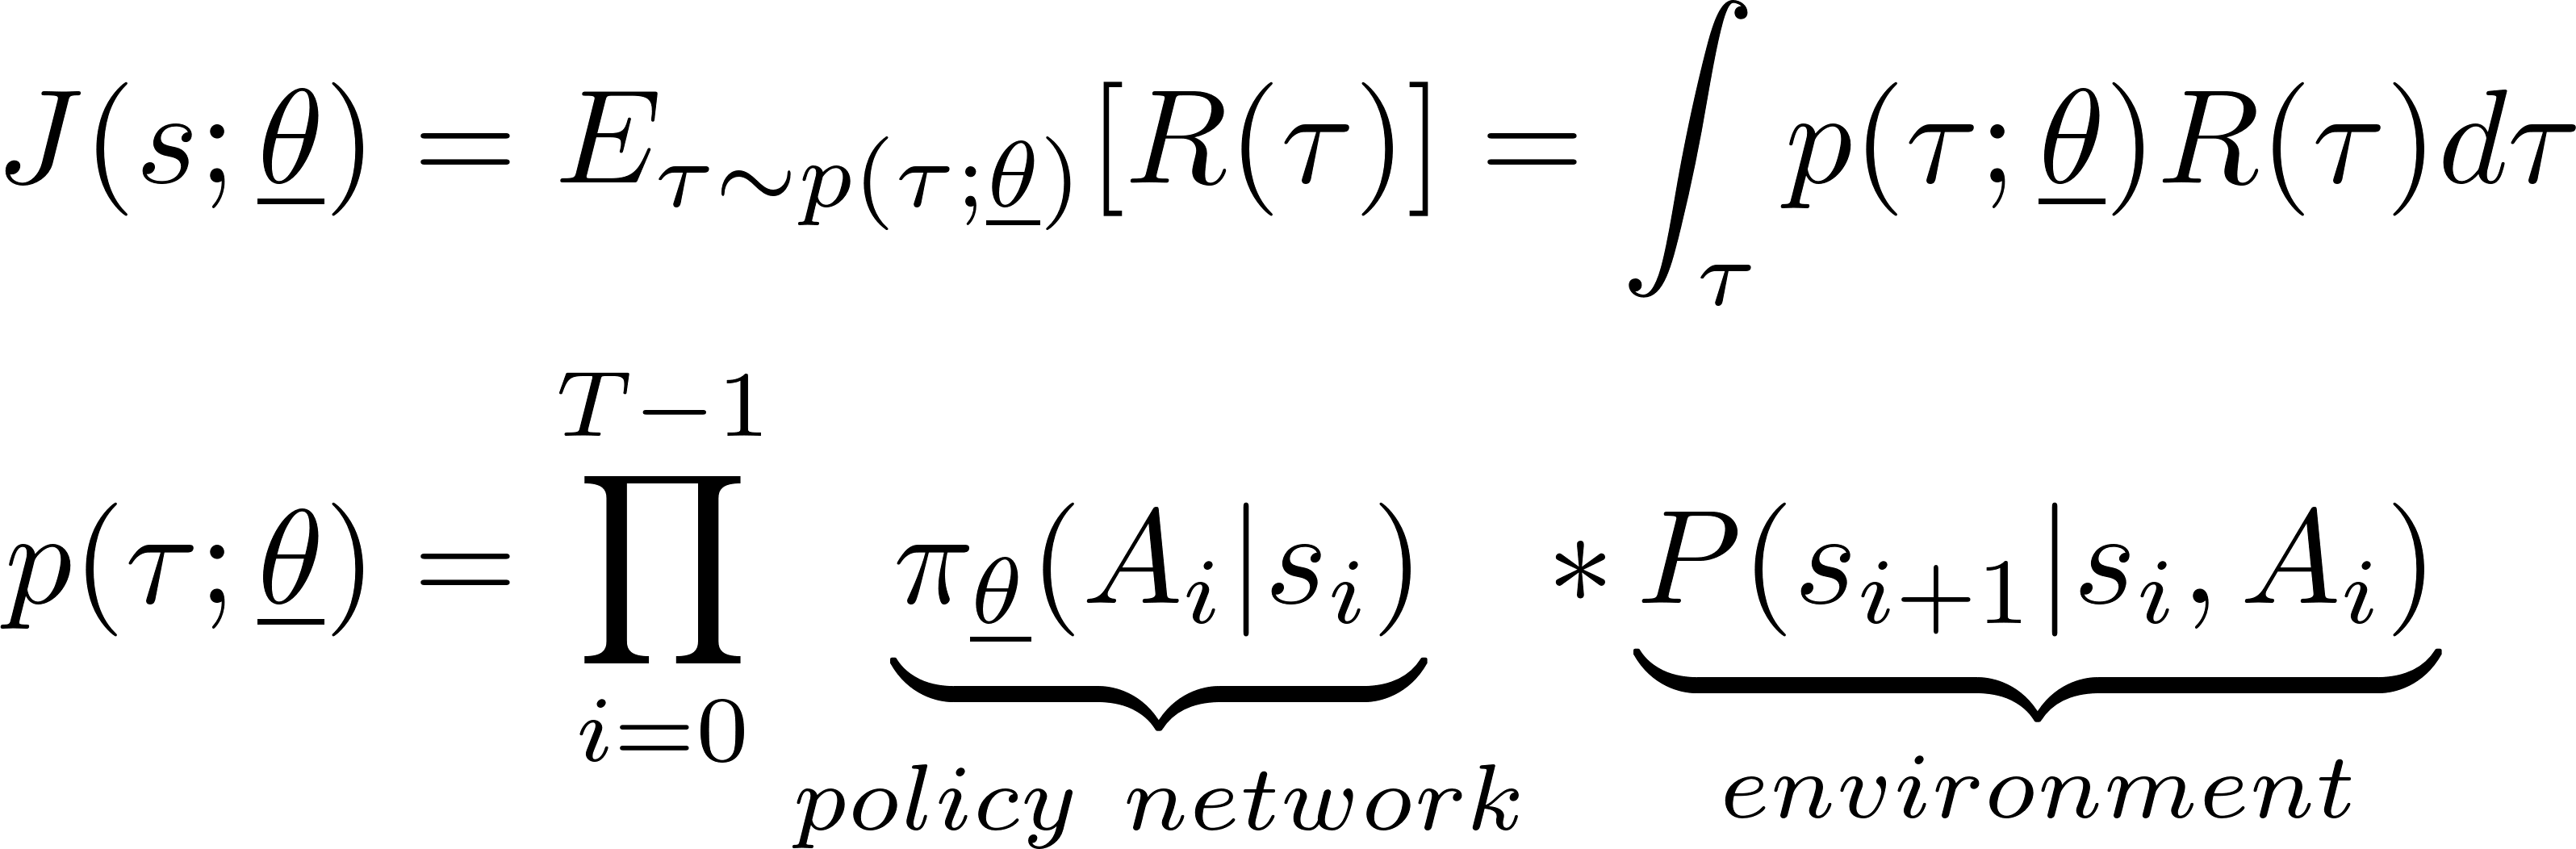 J(s; θ̲) = E_{τ∼p(τ;θ̲)}[R(τ)] = ∫_τ p(τ; θ̲)R(τ)dτ
p(τ; θ̲) = ∏_{i=0}^{T−1} π_θ̲(A_i|s_i) * P(s_{i+1}|s_i, A_i)
policy network environment